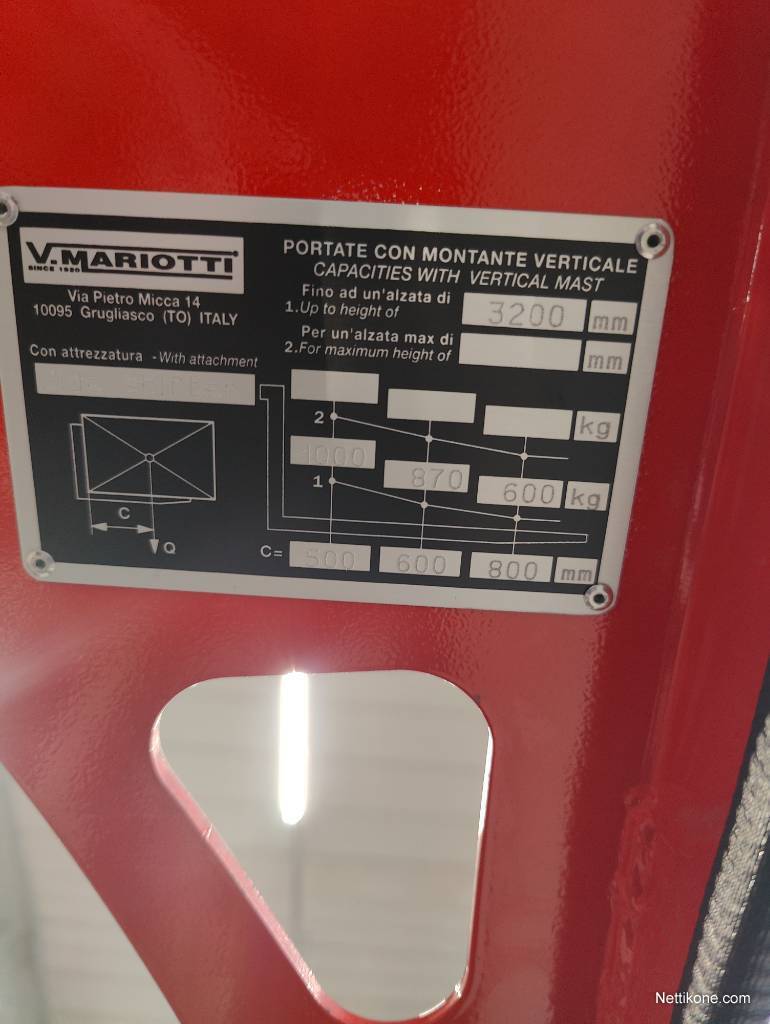 V.MARIOTTI
SINCE 1920
Via Pietro Micca 14
10095 Grugliasco (TO) ITALY
PORTATE CON MONTANTE VERTICALE
CAPACITIES WITH VERTICAL MAST
Fino ad un'alzata di
1.Up to height of
3200 mm
Per un'alzata max di
2.For maximum height of
mm
Con attrezzatura - With attachment
2
kg
1000
870
600 kg
1
C
Q
C= 500 600 800 mm
Nettikone.com